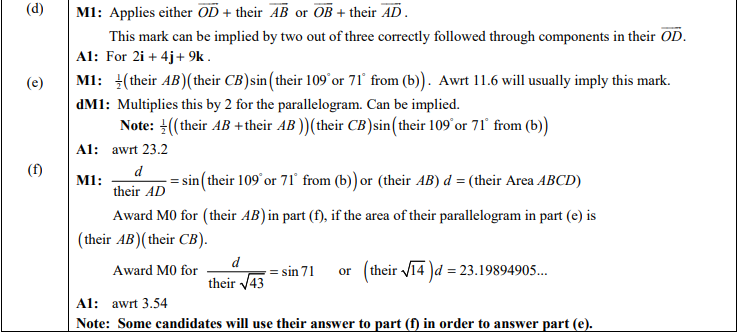 (d) M1: Applies either OD⃗ + their AB⃗ or OB⃗ + their AD⃗ .
This mark can be implied by two out of three correctly followed through components in their OD⃗.
A1: For 2i + 4j+ 9k .
(e) M1: ½(their AB)(their CB)sin(their 109° or 71° from (b)). Awrt 11.6 will usually imply this mark.
dM1: Multiplies this by 2 for the parallelogram. Can be implied.
Note: ½((their AB +their AB ))(their CB)sin(their 109° or 71° from (b))
A1: awrt 23.2
(f) M1: d / their AD = sin(their 109° or 71° from (b)) or (their AB) d = (their Area ABCD)
Award M0 for (their AB) in part (f), if the area of their parallelogram in part (e) is
(their AB)(their CB).
Award M0 for d / their √43 = sin 71 or (their √14 )d = 23.19894905...
A1: awrt 3.54
Note: Some candidates will use their answer to part (f) in order to answer part (e).